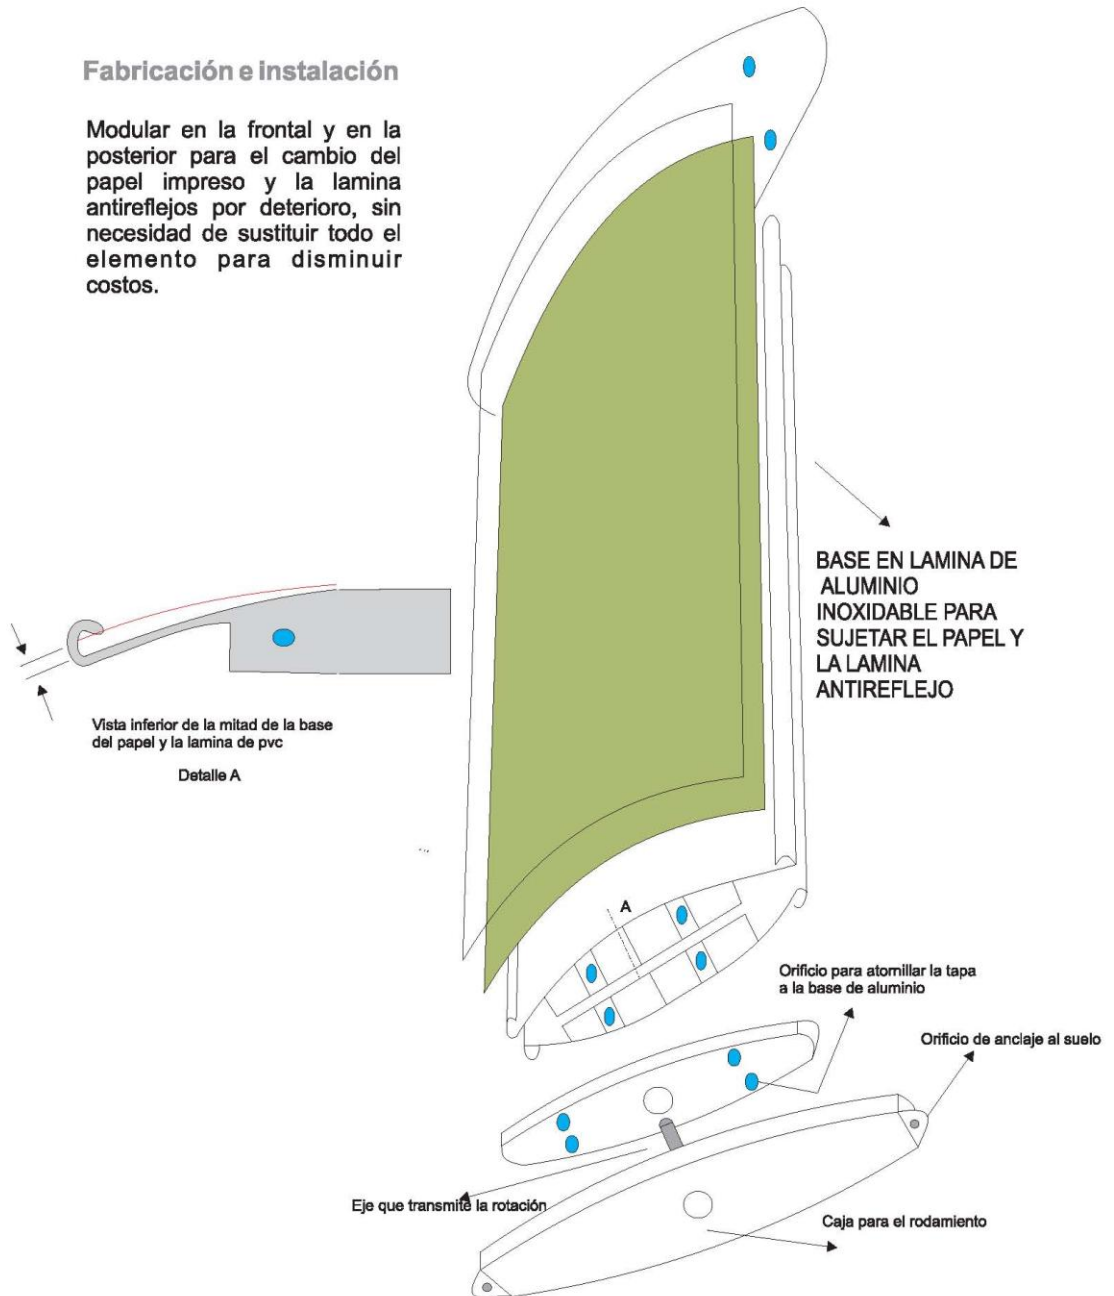 Fabricación e instalación
Modular en la frontal y en la
posterior para el cambio del
papel impreso y la lamina
antireflejos por deterioro, sin
necesidad de sustituir todo el
elemento para disminuir
costos.
BASE EN LAMINA DE
ALUMINIO
INOXIDABLE PARA
SUJETAR EL PAPEL Y
LA LAMINA
ANTIREFLEJO
Vista inferior de la mitad de la base
del papel y la lamina de pvc
Detalle A
...
A
Orificio para atornillar la tapa
a la base de aluminio
Orificio de anclaje al suelo
Eje que transmite la rotación
Caja para el rodamiento